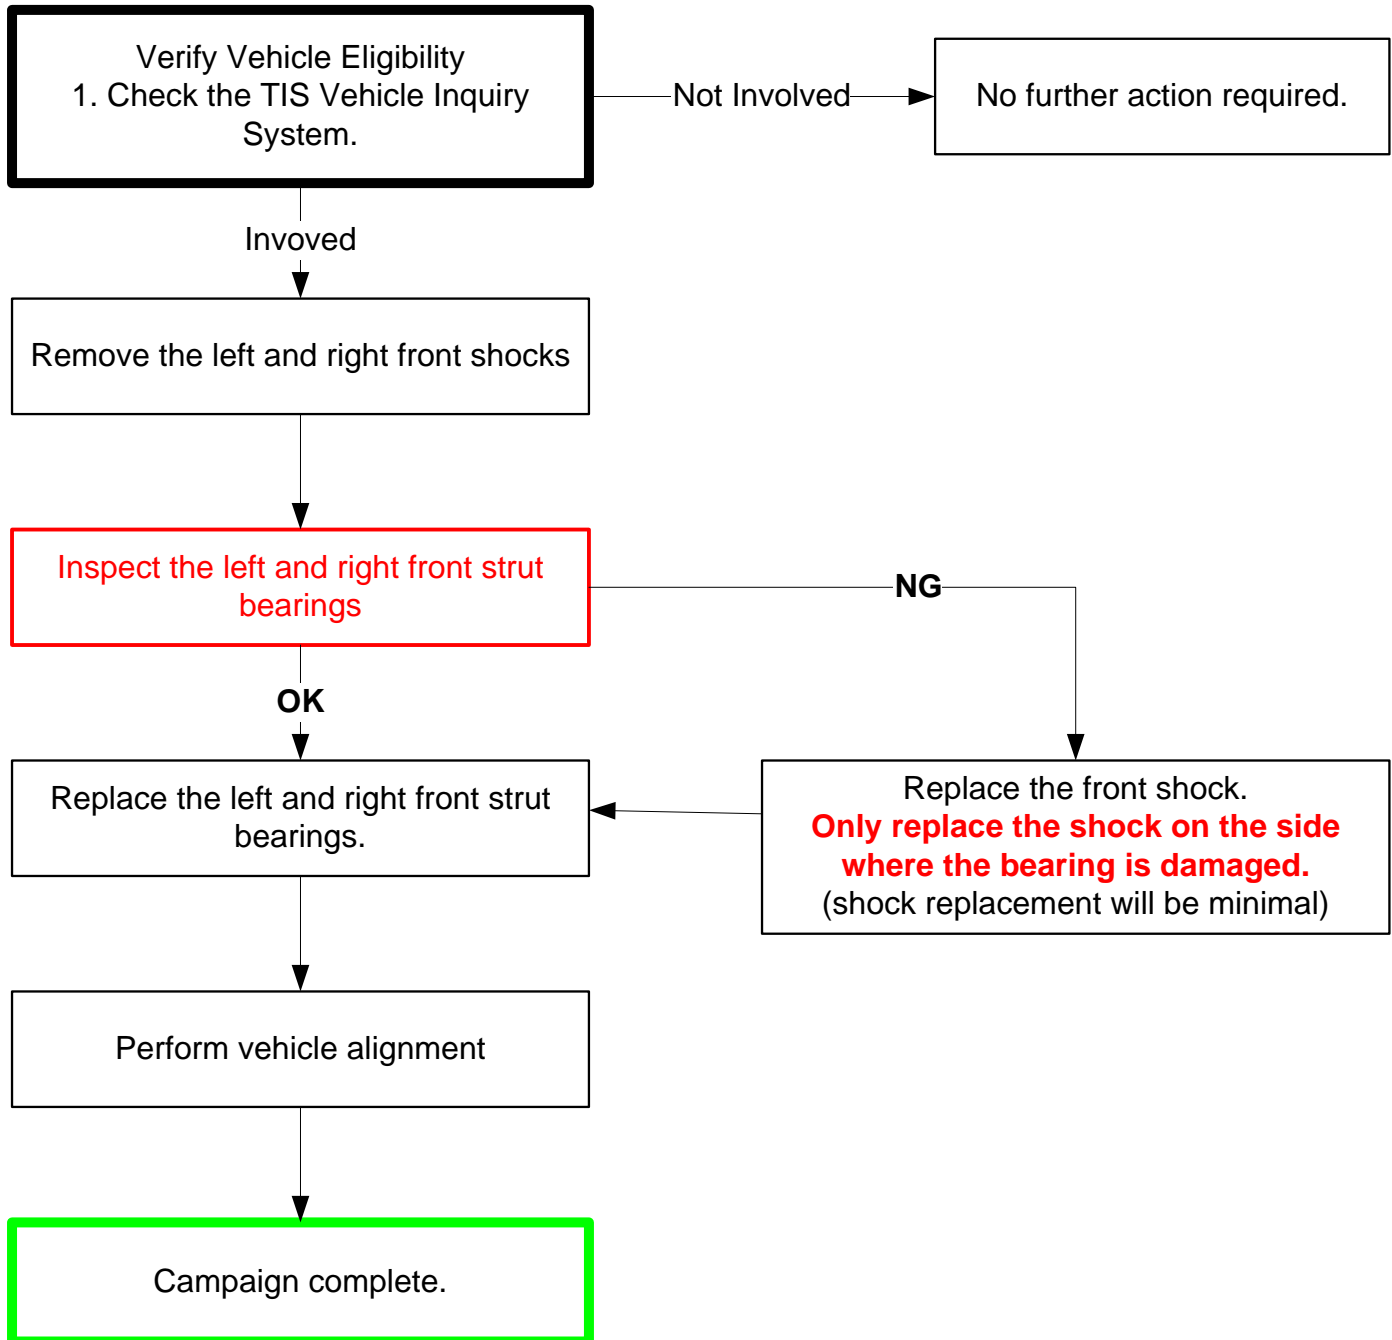 Verify Vehicle Eligibility
1. Check the TIS Vehicle Inquiry
System.
Not Involved
No further action required.
Invoved
Remove the left and right front shocks
Inspect the left and right front strut
bearings
NG
OK
Replace the left and right front strut
bearings.
Replace the front shock.
Only replace the shock on the side
where the bearing is damaged.
(shock replacement will be minimal)
Perform vehicle alignment
Campaign complete.